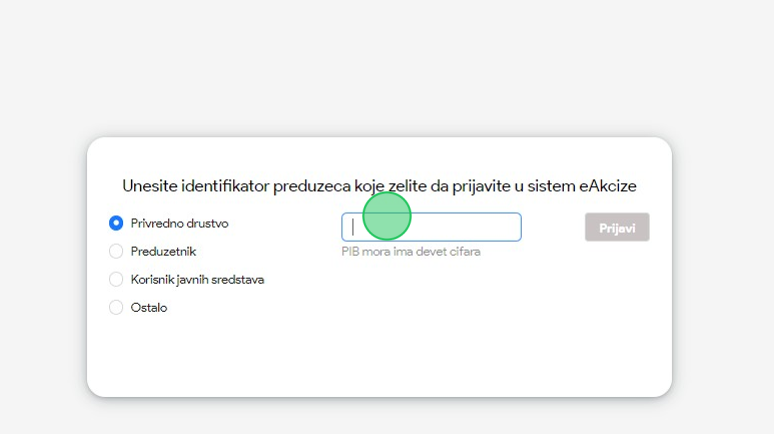 Unesite identifikator preduzeca koje zelite da prijavite u sistem eAkcize
Privredno drustvo
Prijavi
Preduzetnik
PIB mora ima devet cifara
Korisnik javnih sredstava
Ostalo